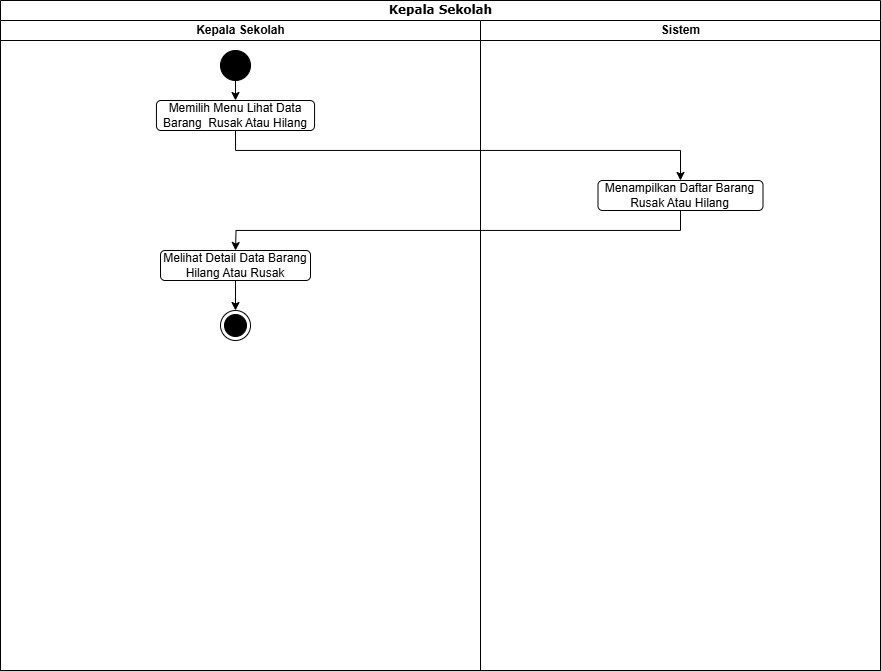 Kepala Sekolah
Kepala Sekolah
Sistem
Memilih Menu Lihat Data
Barang  Rusak Atau Hilang
Menampilkan Daftar Barang
Rusak Atau Hilang
Melihat Detail Data Barang
Hilang Atau Rusak